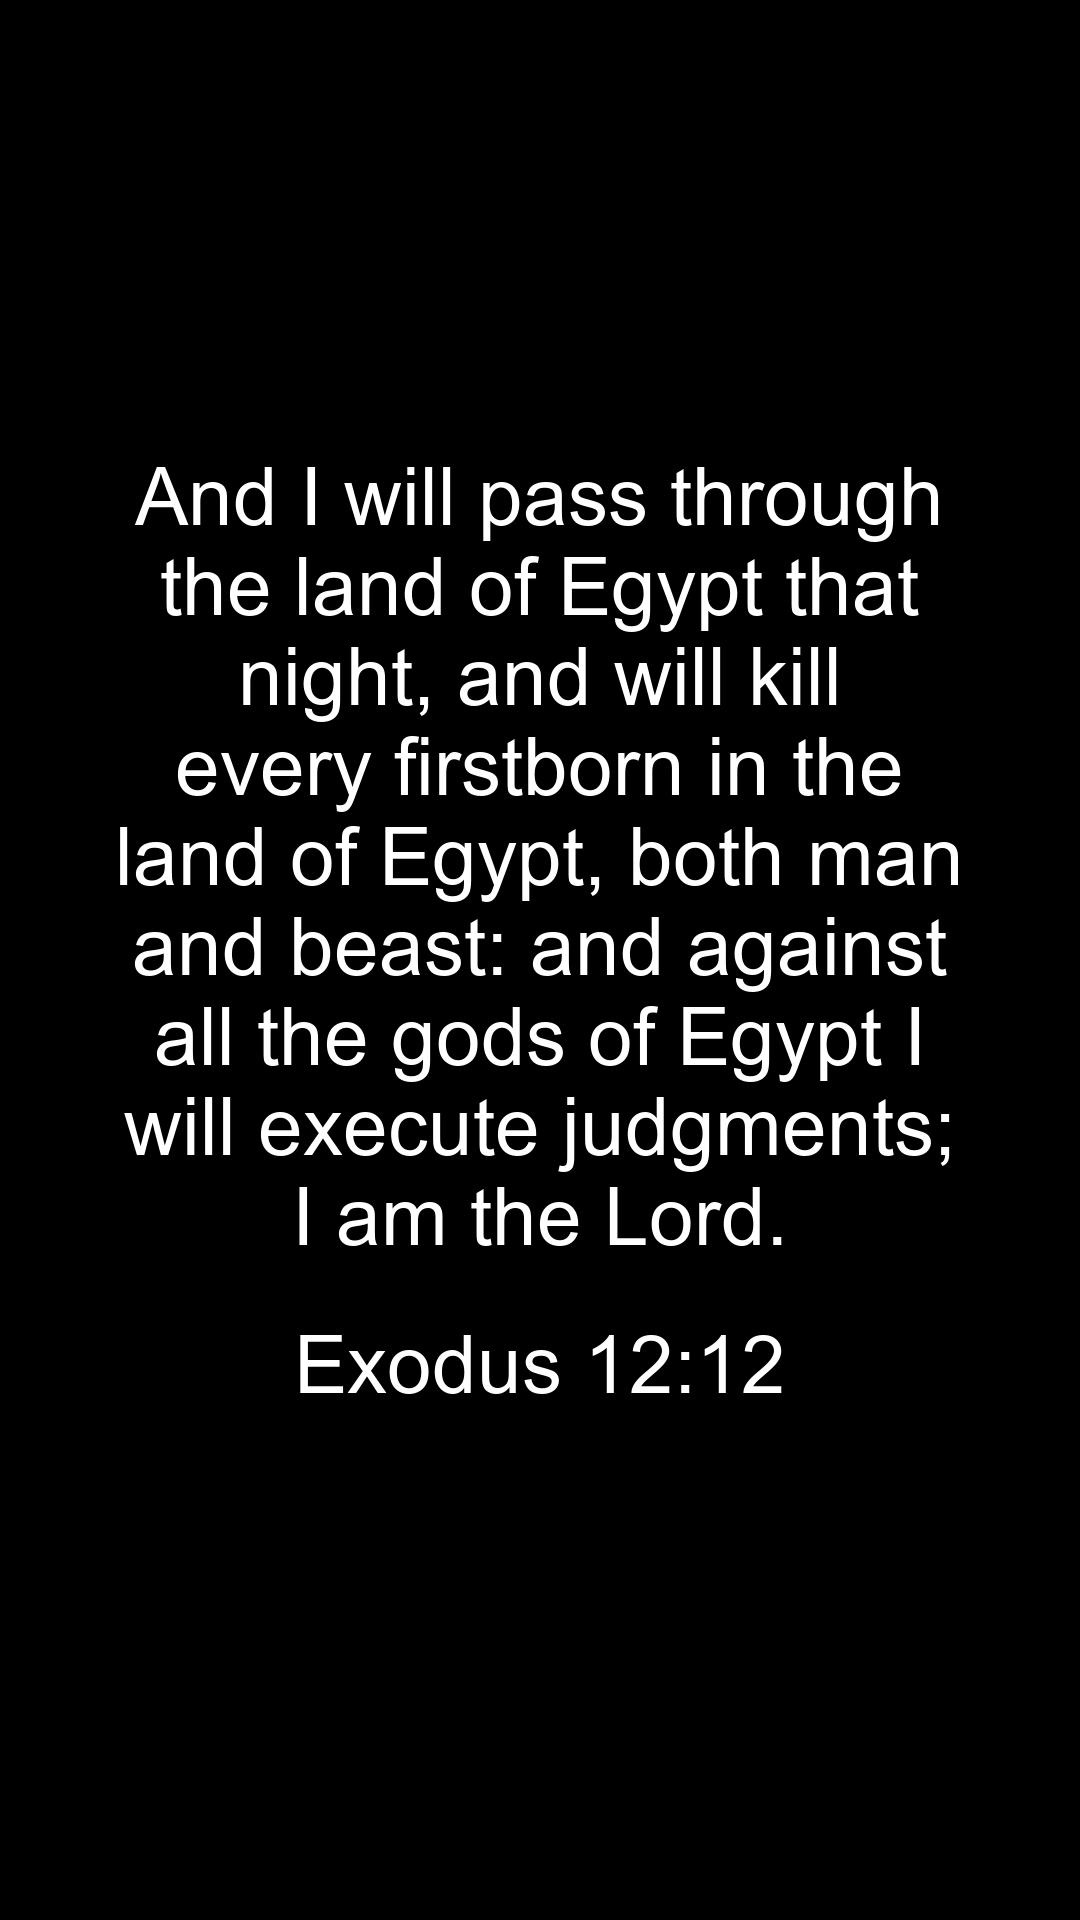 And I will pass through
the land of Egypt that
night, and will kill
every firstborn in the
land of Egypt, both man
and beast: and against
all the gods of Egypt I
will execute judgments;
I am the Lord.
Exodus 12:12